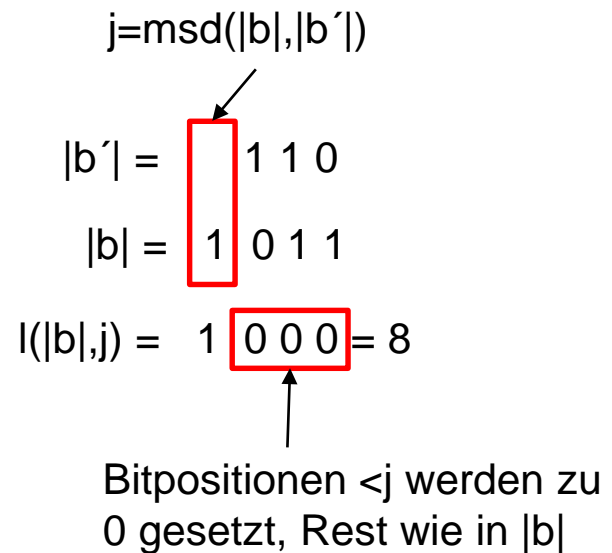 j=msd(|b|,|b´|)
|b´| = 1 1 0
|b| = 1 0 1 1
l(|b|,j) = 1 0 0 0 = 8
Bitpositionen <j werden zu
0 gesetzt, Rest wie in |b|